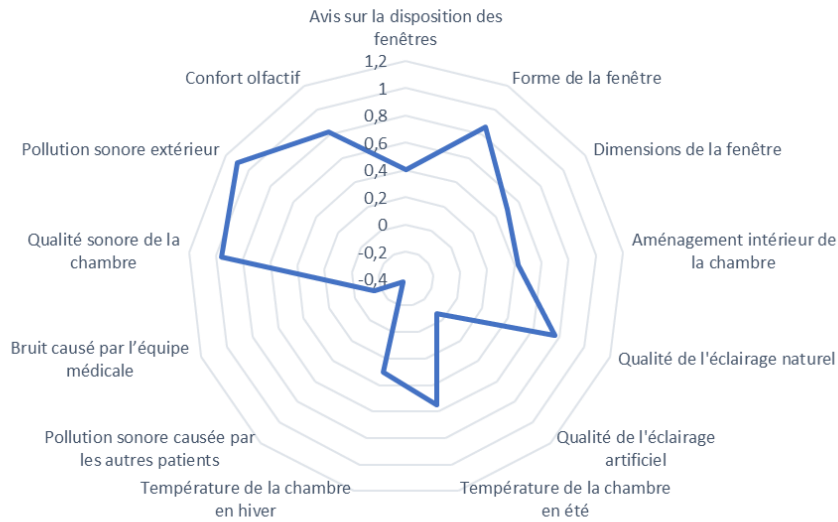 Avis sur la disposition des
fenêtres
1,2
1
0,8
0,6
0,4
0,2
0
-0,2
-0,4
Forme de la fenêtre
Dimensions de la fenêtre
Aménagement intérieur de
la chambre
Qualité de l'éclairage naturel
Qualité de l'éclairage
artificiel
Température de la chambre
en été
Température de la chambre
en hiver
Pollution sonore causée par
les autres patients
Bruit causé par l’équipe
médicale
Qualité sonore de la
chambre
Pollution sonore extérieur
Confort olfactif